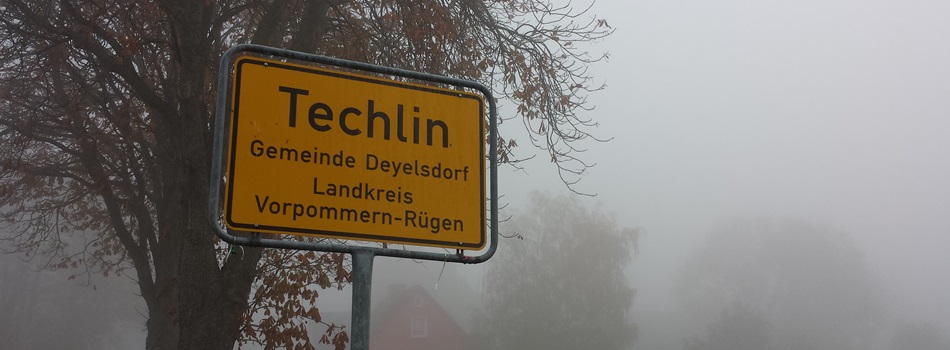 Techlin
Gemeinde Deyelsdorf
Landkreis
Vorpommern-Rügen